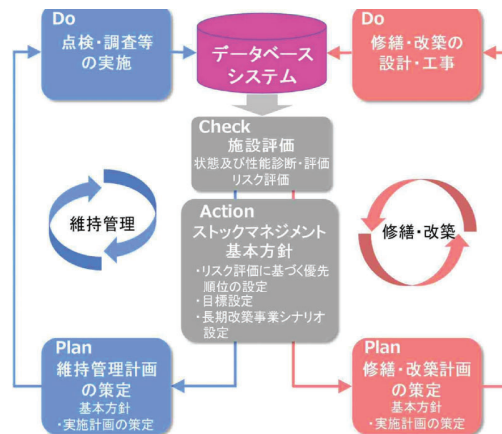 Do
点検・調査等
の実施
データベース
システム
Do
修繕・改築の
設計・工事
Check
施設評価
状態及び性能診断・評価
リスク評価
維持管理
Action
ストックマネジメント
基本方針
・リスク評価に基づく優先
順位の設定
・目標設定
・長期改築事業シナリオ
設定
修繕・改築
Plan
維持管理計画
の策定
基本方針
・実施計画の策定
Plan
修繕・改築計画
の策定
基本方針
・実施計画の策定